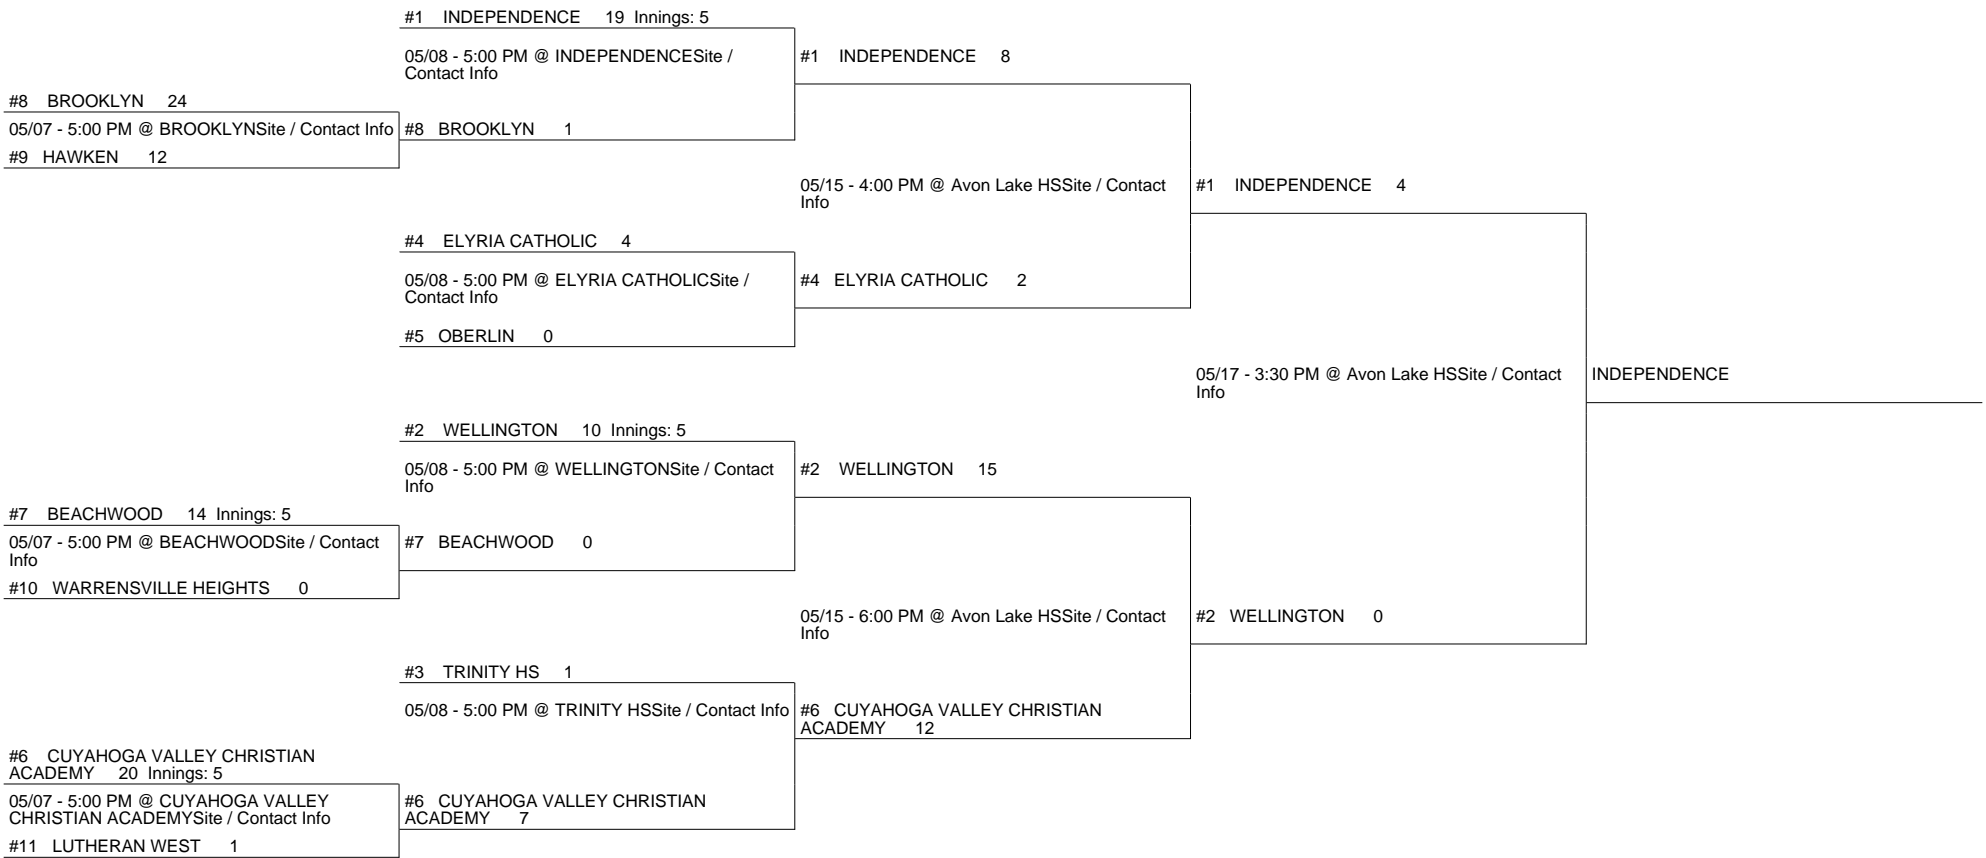 #1 INDEPENDENCE 19 Innings: 5
05/08 - 5:00 PM @ INDEPENDENCESite /
Contact Info
#1 INDEPENDENCE 8
#8 BROOKLYN 24
05/07 - 5:00 PM @ BROOKLYNSite / Contact Info
#8 BROOKLYN 1
#9 HAWKEN 12
05/15 - 4:00 PM @ Avon Lake HSSite / Contact
Info
#1 INDEPENDENCE 4
#4 ELYRIA CATHOLIC 4
05/08 - 5:00 PM @ ELYRIA CATHOLICSite /
Contact Info
#4 ELYRIA CATHOLIC 2
#5 OBERLIN 0
05/17 - 3:30 PM @ Avon Lake HSSite / Contact
Info
INDEPENDENCE
#2 WELLINGTON 10 Innings: 5
05/08 - 5:00 PM @ WELLINGTONSite / Contact
Info
#2 WELLINGTON 15
#7 BEACHWOOD 14 Innings: 5
05/07 - 5:00 PM @ BEACHWOODSite / Contact
Info
#7 BEACHWOOD 0
#10 WARRENSVILLE HEIGHTS 0
05/15 - 6:00 PM @ Avon Lake HSSite / Contact
Info
#2 WELLINGTON 0
#3 TRINITY HS 1
05/08 - 5:00 PM @ TRINITY HSSite / Contact Info
#6 CUYAHOGA VALLEY CHRISTIAN
ACADEMY 12
#6 CUYAHOGA VALLEY CHRISTIAN
ACADEMY 20 Innings: 5
05/07 - 5:00 PM @ CUYAHOGA VALLEY
CHRISTIAN ACADEMYSite / Contact Info
#6 CUYAHOGA VALLEY CHRISTIAN
ACADEMY 7
#11 LUTHERAN WEST 1